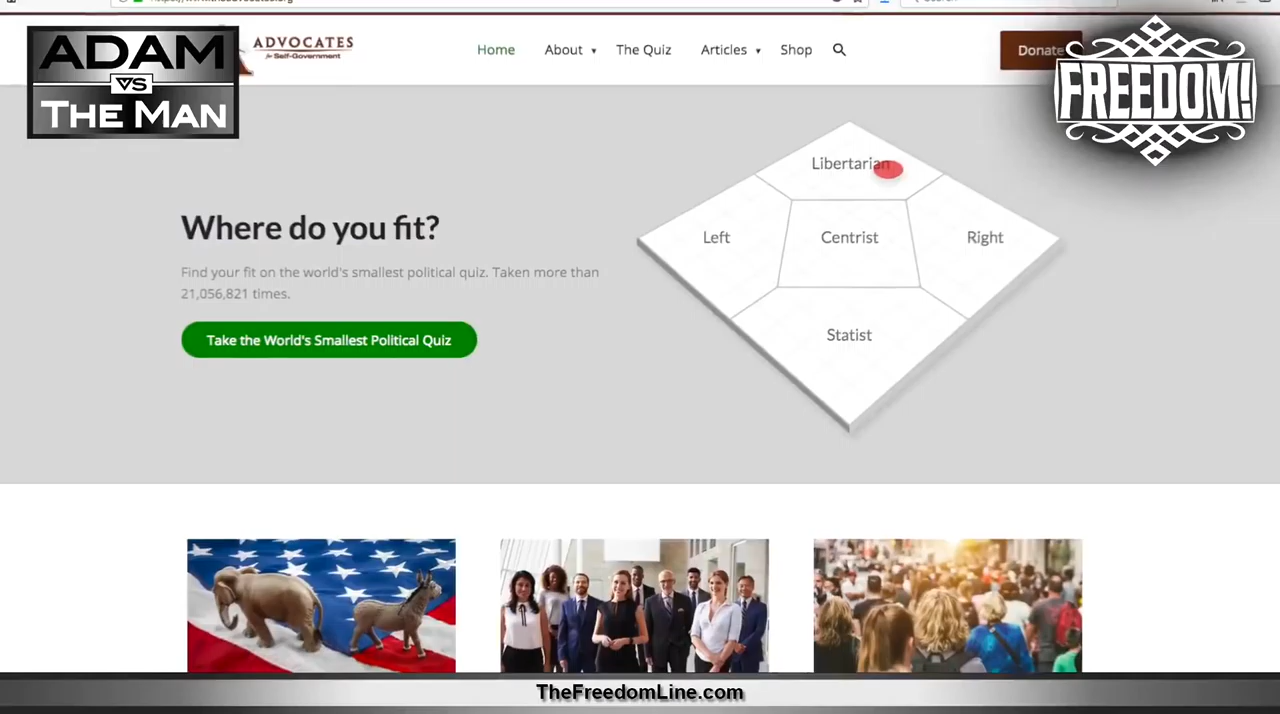 ADAM
VS
THE MAN
ADVOCATES
for Self-Government
Home
About
The Quiz
Articles
Shop
Donate
FREEDOM!
Where do you fit?
Find your fit on the world's smallest political quiz. Taken more than
21,056,821 times.
Take the World's Smallest Political Quiz
Libertarian
Left
Centrist
Right
Statist
TheFreedomLine.com